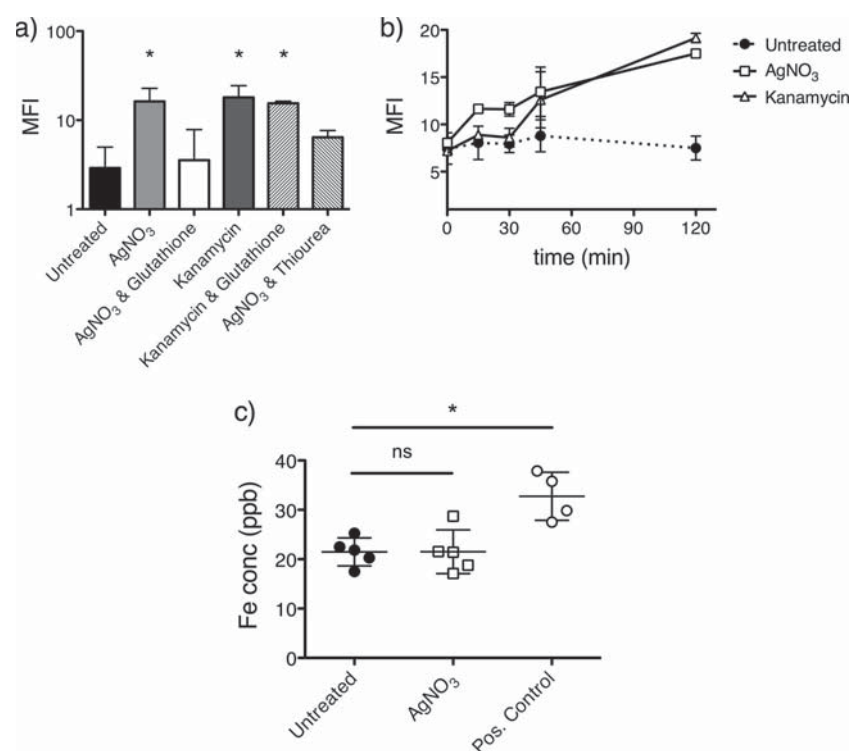 a)
MFI
100
10
1
*
*
*
Untreated
AgNO₃
AgNO₃ & Glutathione
Kanamycin
Kanamycin & Glutathione
AgNO₃ & Thiourea
b)
MFI
20
15
10
5
0
30
60
90
120
time (min)
Untreated
AgNO₃
Kanamycin
c)
*
ns
Fe conc (ppb)
40
30
20
10
0
Untreated
AgNO₃
Pos. Control